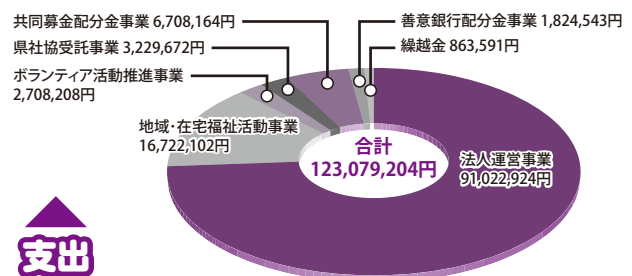 共同募金配分金事業 6,708,164円
県社協受託事業 3,229,672円
ボランティア活動推進事業
2,708,208円
地域・在宅福祉活動事業
16,722,102円
善意銀行配分金事業 1,824,543円
繰越金 863,591円
合計
123,079,204円
法人運営事業
91,022,924円
支出